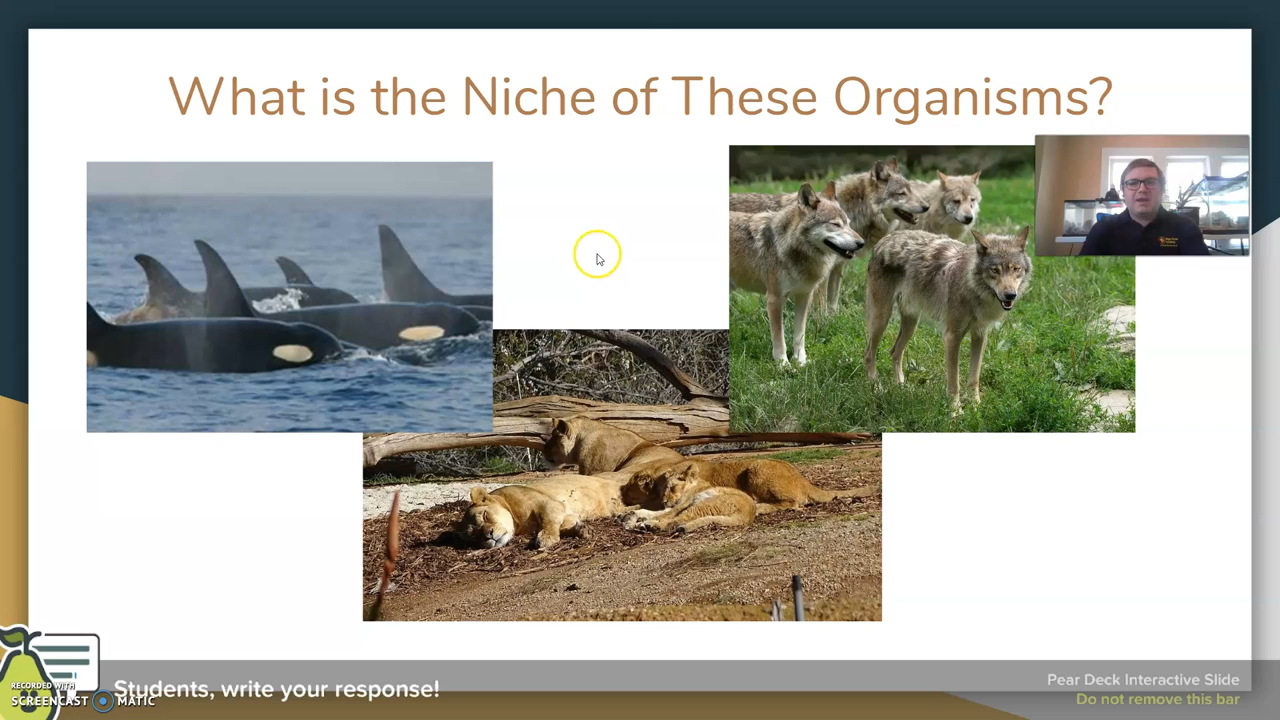 What is the Niche of These Organisms?
Students, write your response!
Pear Deck Interactive Slide
Do not remove this bar
RECORDED WITH
SCREENCAST MATIC